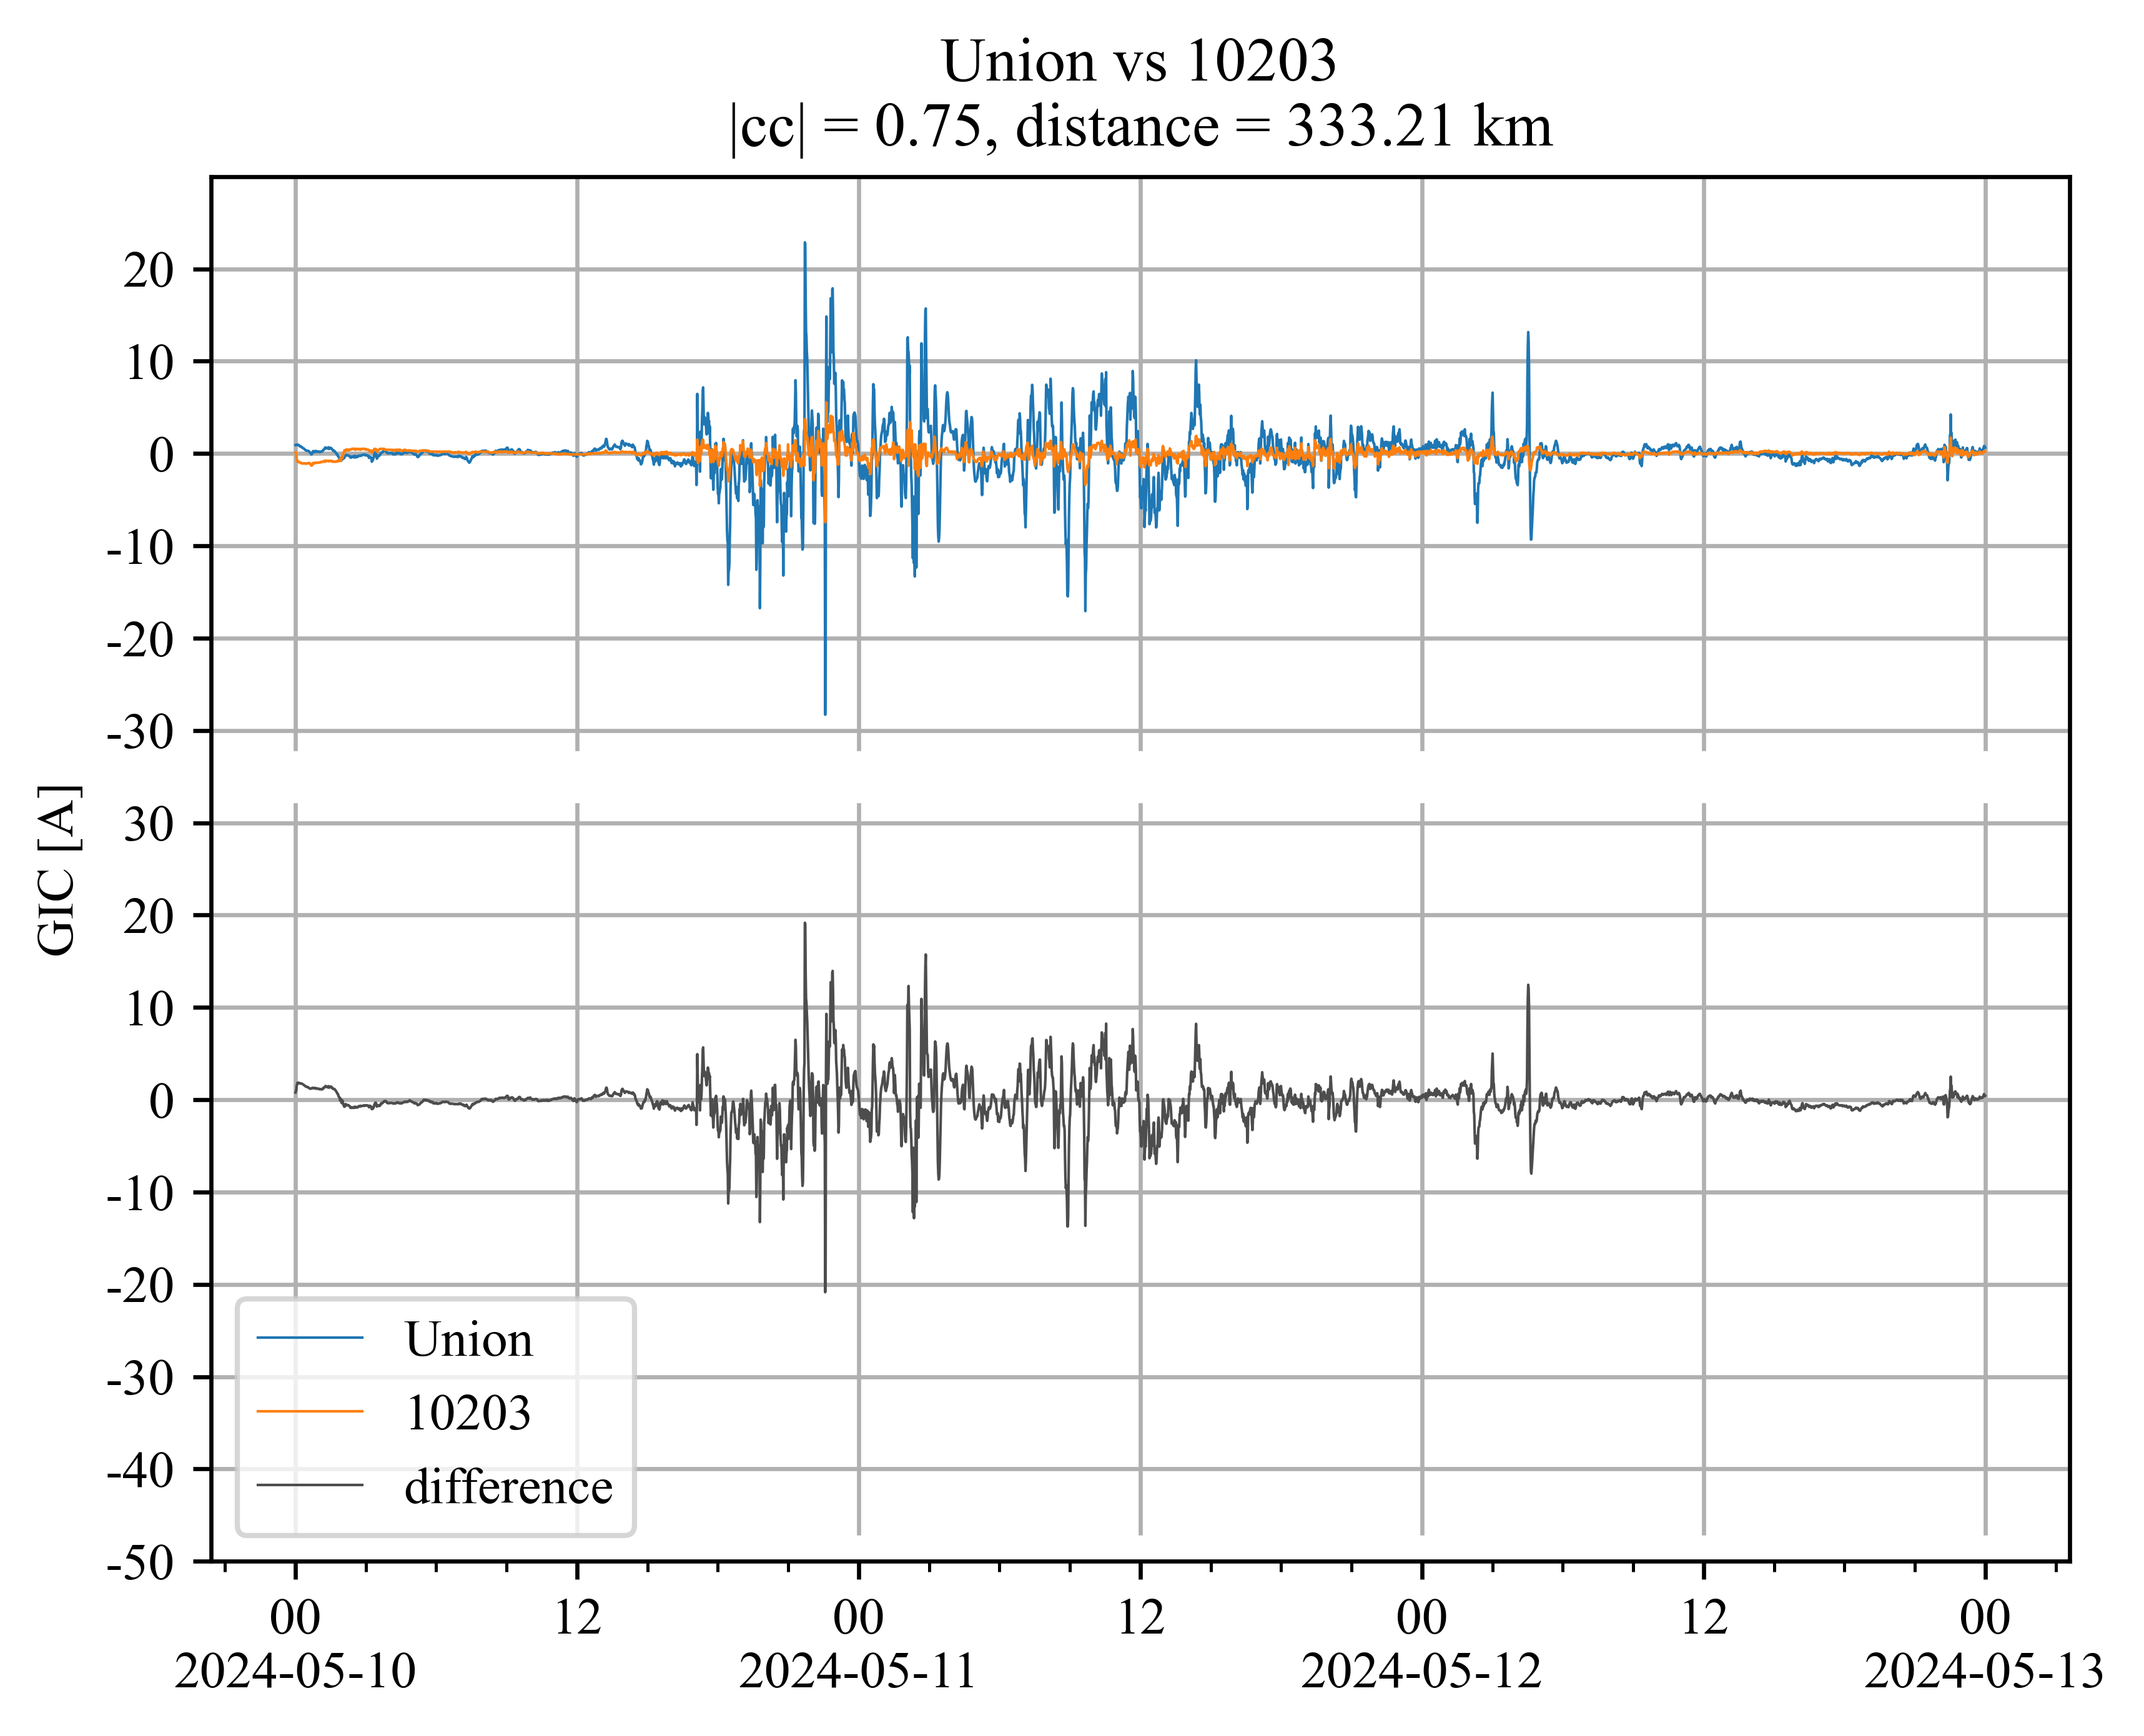 Union vs 10203
|cc| = 0.75, distance = 333.21 km
GIC [A]
20
10
0
-10
-20
-30
30
20
10
0
-10
-20
-30
-40
-50
Union
10203
difference
00 12 00 12 00 12 00
2024-05-10 2024-05-11 2024-05-12 2024-05-13